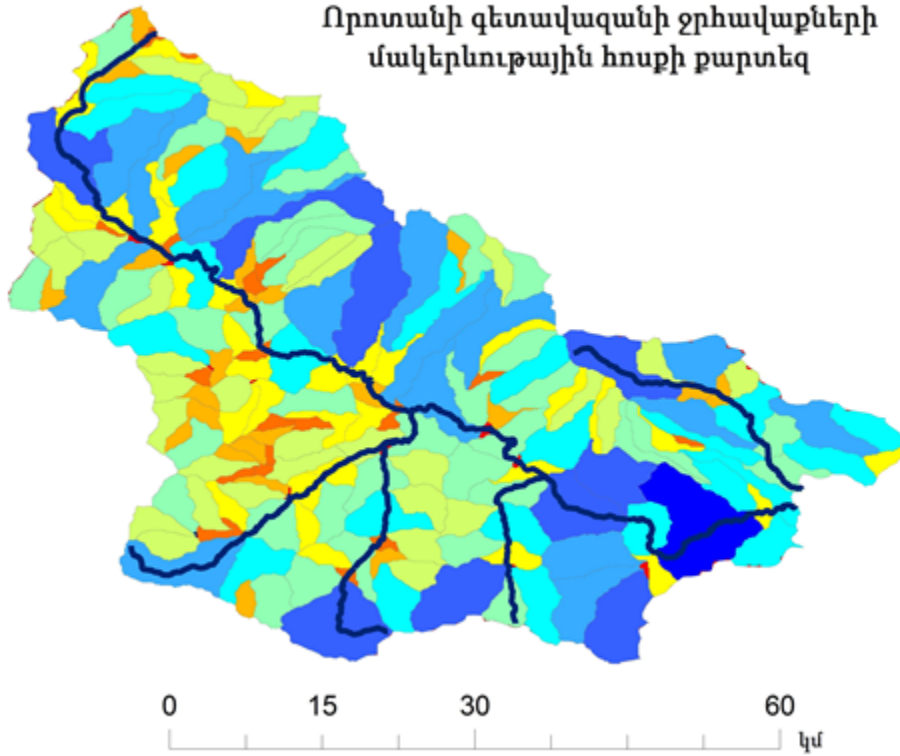 Որոտանի գետավազանի ջրհավաքների
մակերևութային հոսքի քարտեզ
0 15 30 60
կմ